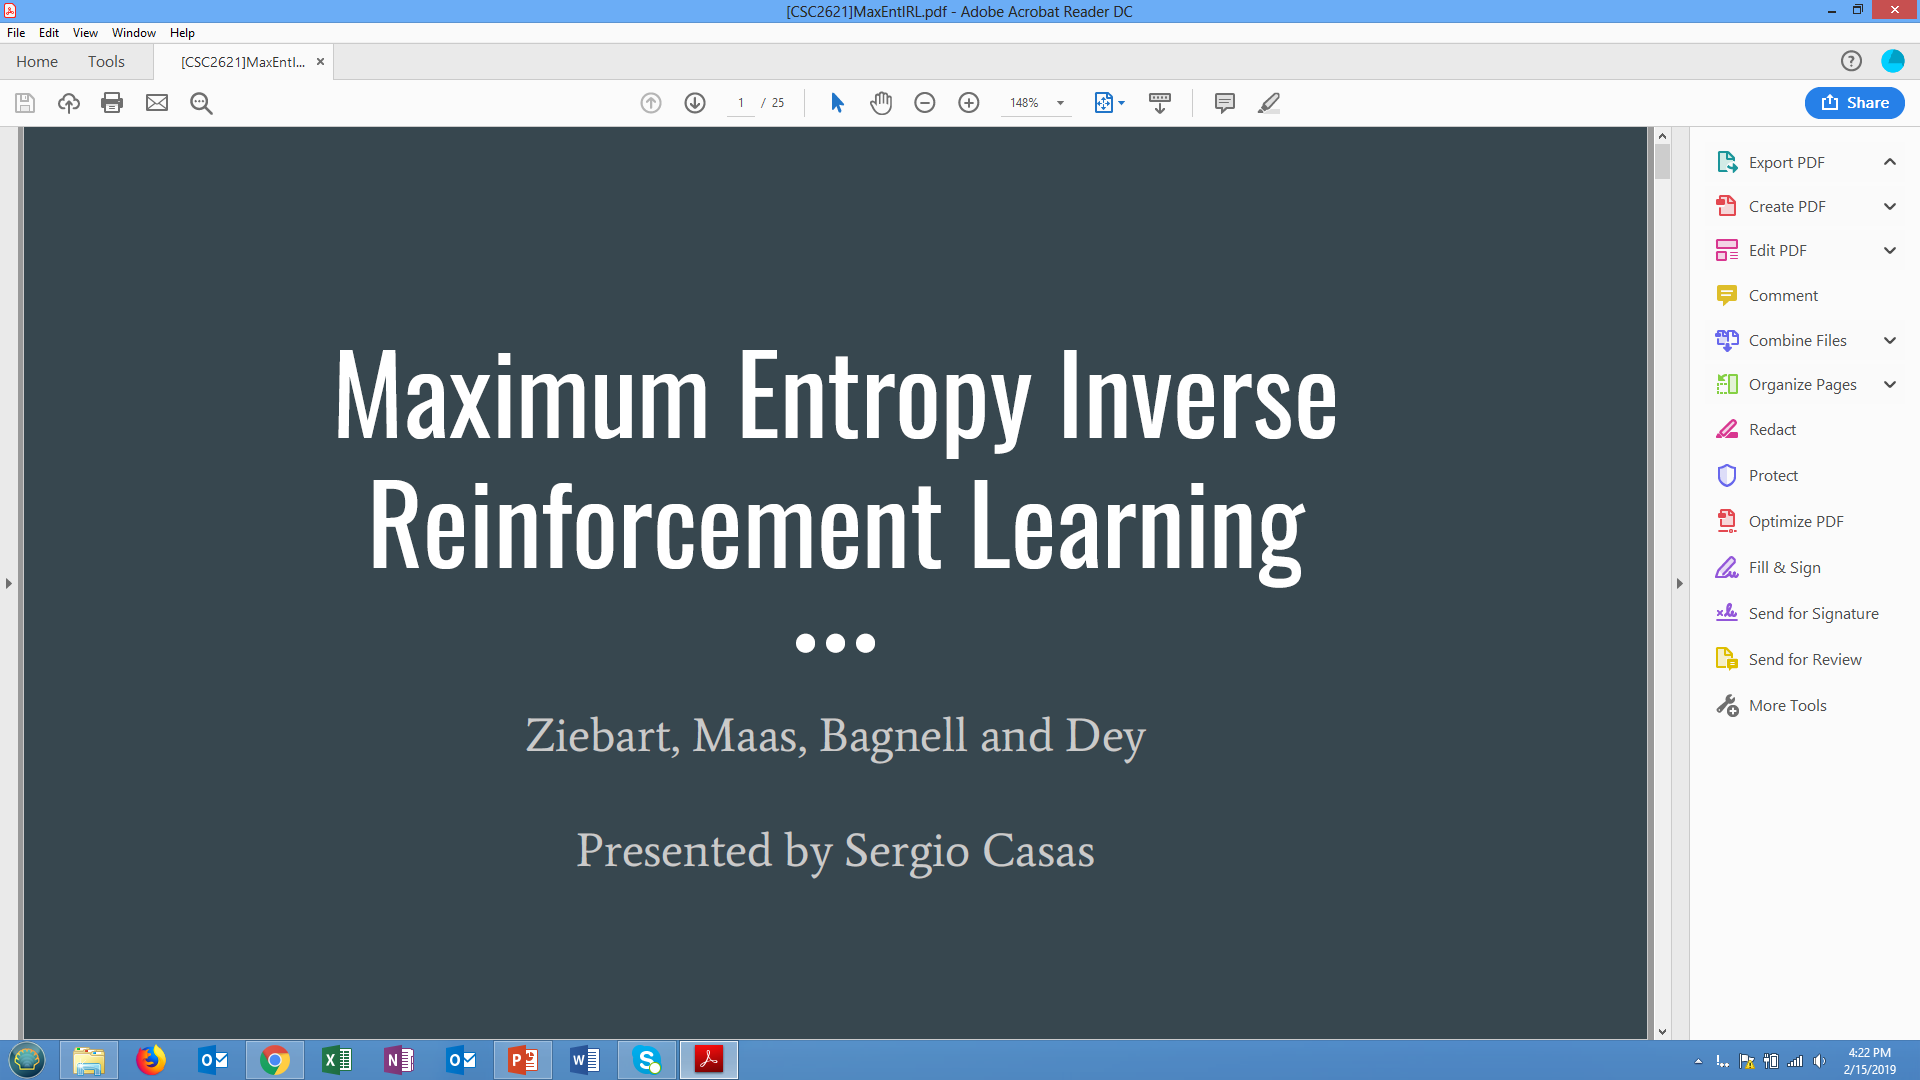 [CSC2621]MaxEntIRL.pdf - Adobe Acrobat Reader DC
File Edit View Window Help
Home Tools [CSC2621]MaxEntI... ×
1 / 25 148% Share
Maximum Entropy Inverse
Reinforcement Learning
Ziebart, Maas, Bagnell and Dey
Presented by Sergio Casas
Export PDF
Create PDF
Edit PDF
Comment
Combine Files
Organize Pages
Redact
Protect
Optimize PDF
Fill & Sign
Send for Signature
Send for Review
More Tools
4:22 PM
2/15/2019